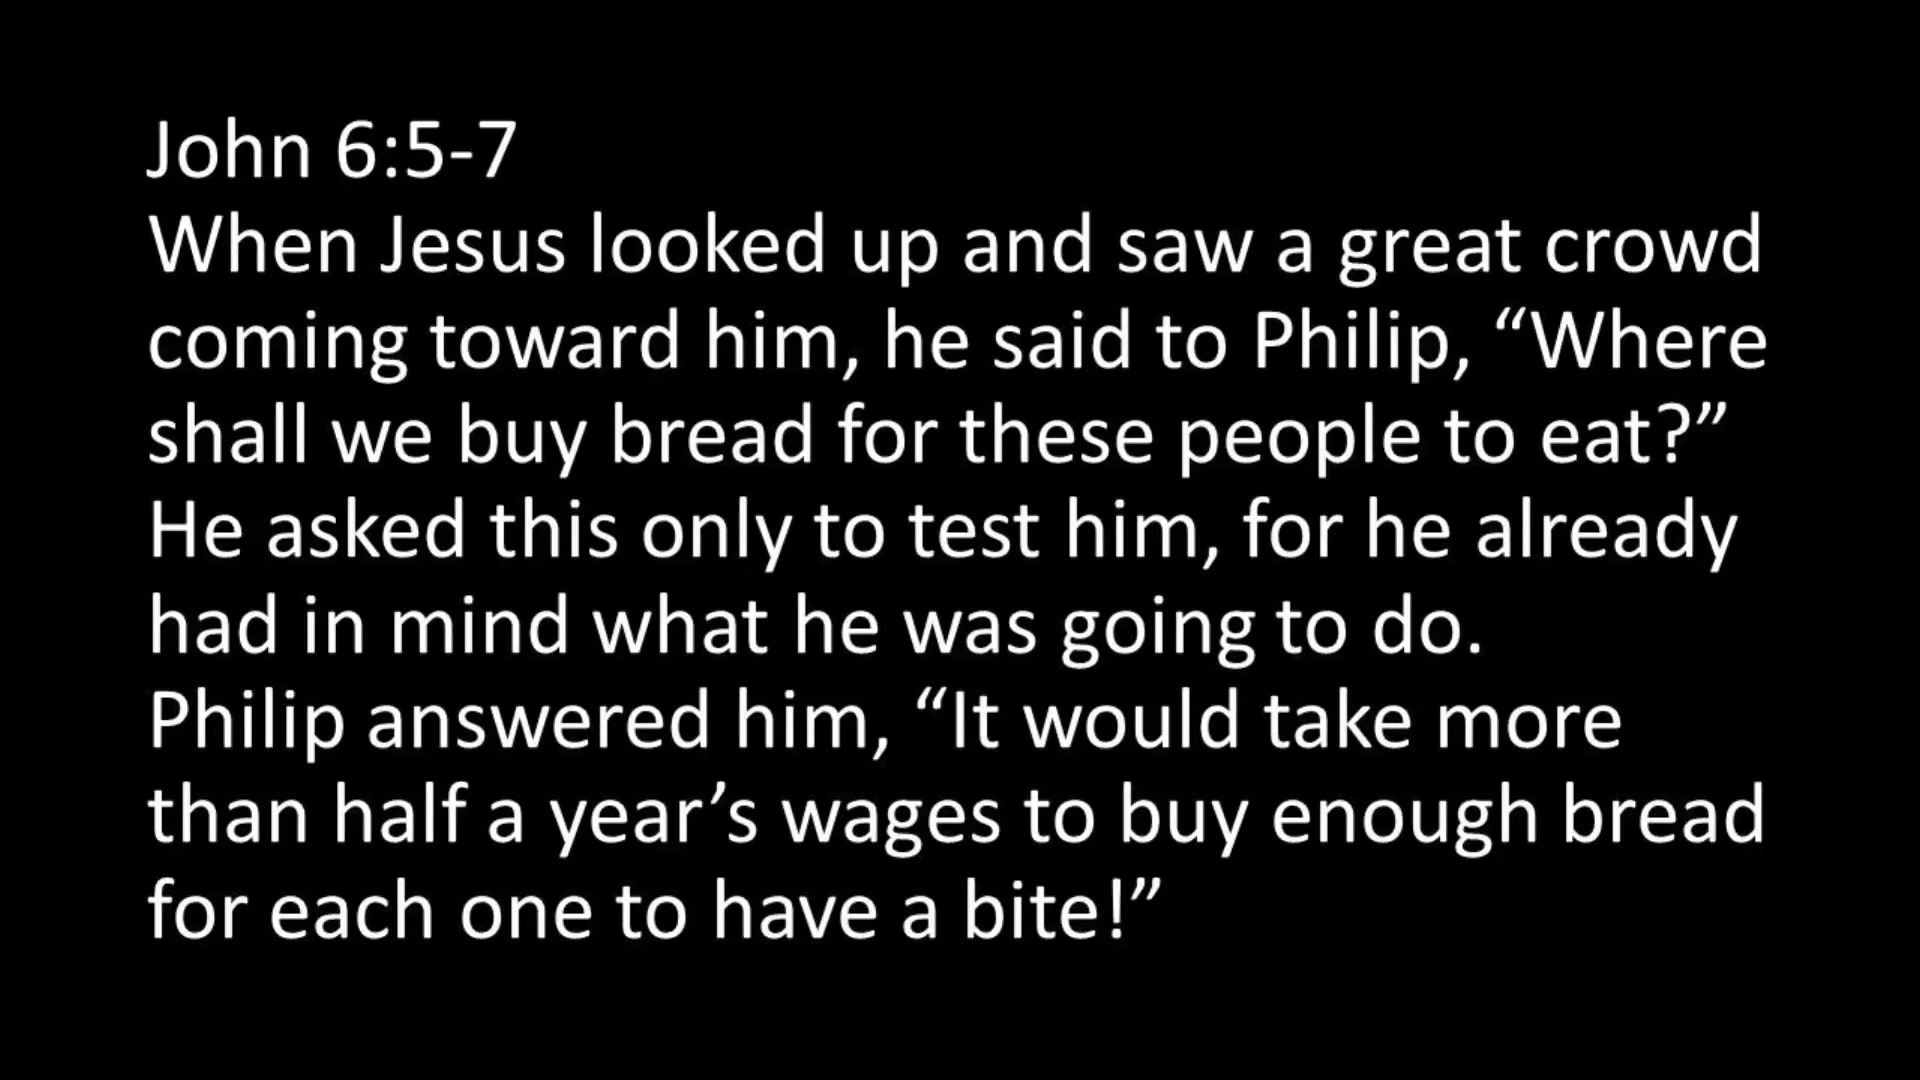 John 6:5-7
When Jesus looked up and saw a great crowd
coming toward him, he said to Philip, “Where
shall we buy bread for these people to eat?”
He asked this only to test him, for he already
had in mind what he was going to do.
Philip answered him, “It would take more
than half a year’s wages to buy enough bread
for each one to have a bite!”